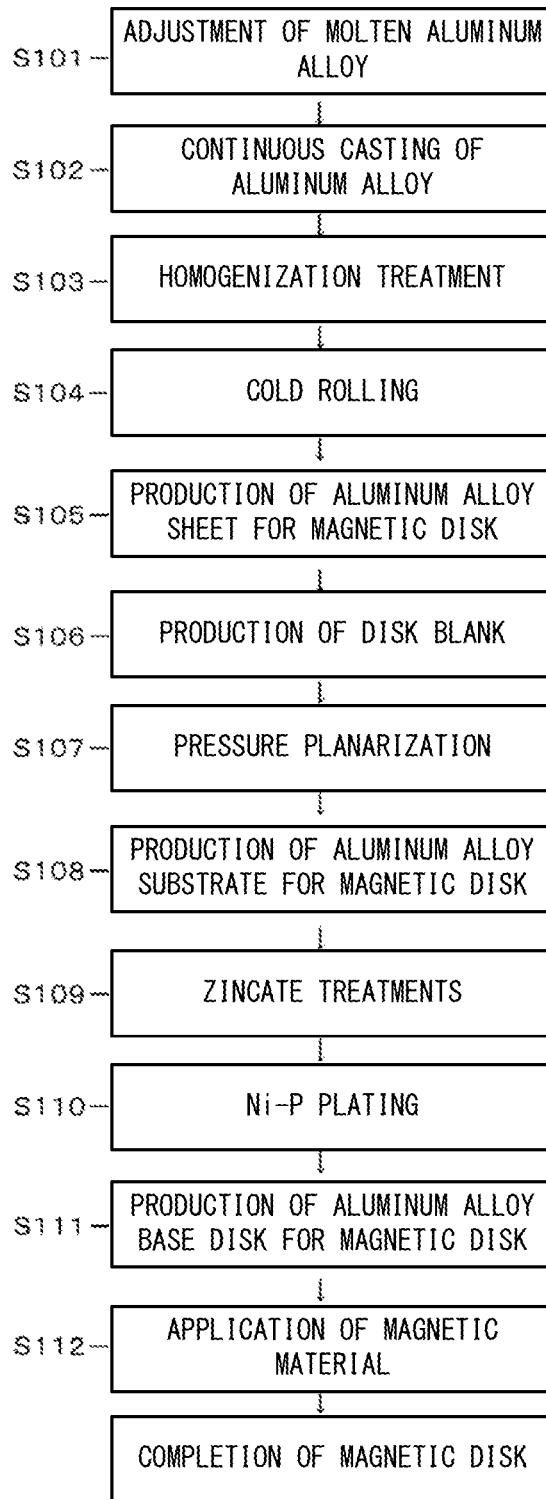 S101
ADJUSTMENT OF MOLTEN ALUMINUM
ALLOY
S102
CONTINUOUS CASTING OF
ALUMINUM ALLOY
S103
HOMOGENIZATION TREATMENT
S104
COLD ROLLING
S105
PRODUCTION OF ALUMINUM ALLOY
SHEET FOR MAGNETIC DISK
S106
PRODUCTION OF DISK BLANK
S107
PRESSURE PLANARIZATION
S108
PRODUCTION OF ALUMINUM ALLOY
SUBSTRATE FOR MAGNETIC DISK
S109
ZINCATE TREATMENTS
S110
Ni-P PLATING
S111
PRODUCTION OF ALUMINUM ALLOY
BASE DISK FOR MAGNETIC DISK
S112
APPLICATION OF MAGNETIC
MATERIAL
COMPLETION OF MAGNETIC DISK